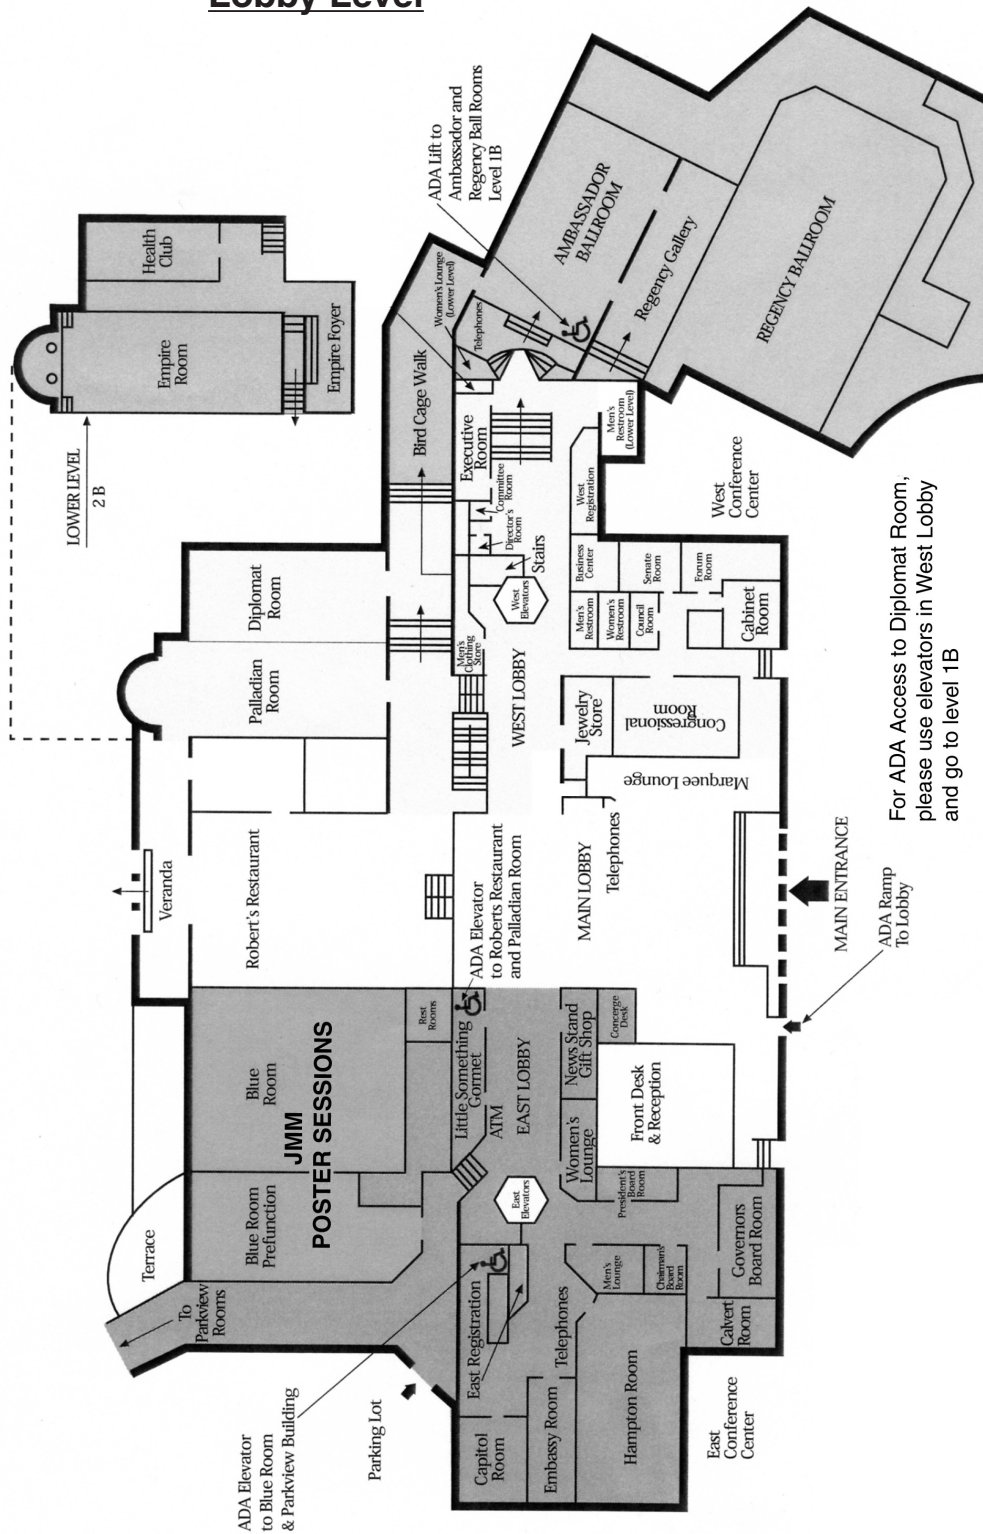 Lobby Level
ADA Lift to
Ambassador and
Regency Ball Rooms
Level 1B
Health
Club
Empire
Room
Empire Foyer
LOWER LEVEL
2 B
AMBASSADOR
BALLROOM
Regency Gallery
REGENCY BALLROOM
Women's Lounge
(Lower Level)
Telephones
Bird Cage Walk
Executive
Room
Committee
Room
Director's
Room
Stairs
Men's
Restroom
(Lower Level)
West
Registration
West
Conference
Center
Business
Center
Senate
Room
Forum
Room
Men's
Restroom
Women's
Restroom
Council
Room
Cabinet
Room
West
Elevators
Men's
Clothing
Store
WEST LOBBY
Diplomat
Room
Palladian
Room
Jewelry
Store
Congressional
Room
Marquee Lounge
For ADA Access to Diplomat Room,
please use elevators in West Lobby
and go to level 1B
Veranda
Robert's Restaurant
ADA Elevator
to Roberts Restaurant
and Palladian Room
MAIN LOBBY
Telephones
MAIN ENTRANCE
ADA Ramp
To Lobby
Blue
Room
JMM
POSTER SESSIONS
Rest
Rooms
Little Something
Gormet
ATM
EAST LOBBY
News Stand
Gift Shop
Concerge
Desk
Front Desk
& Reception
Women's
Lounge
President's
Board
Room
East
Elevators
Blue Room
Prefunction
Terrace
To
Parkview
Rooms
East Registration
Telephones
Men's
Lounge
Chairman's
Board
Room
Governors
Board Room
Calvert
Room
ADA Elevator
to Blue Room
& Parkview Building
Parking Lot
Capitol
Room
Embassy Room
Hampton Room
East
Conference
Center